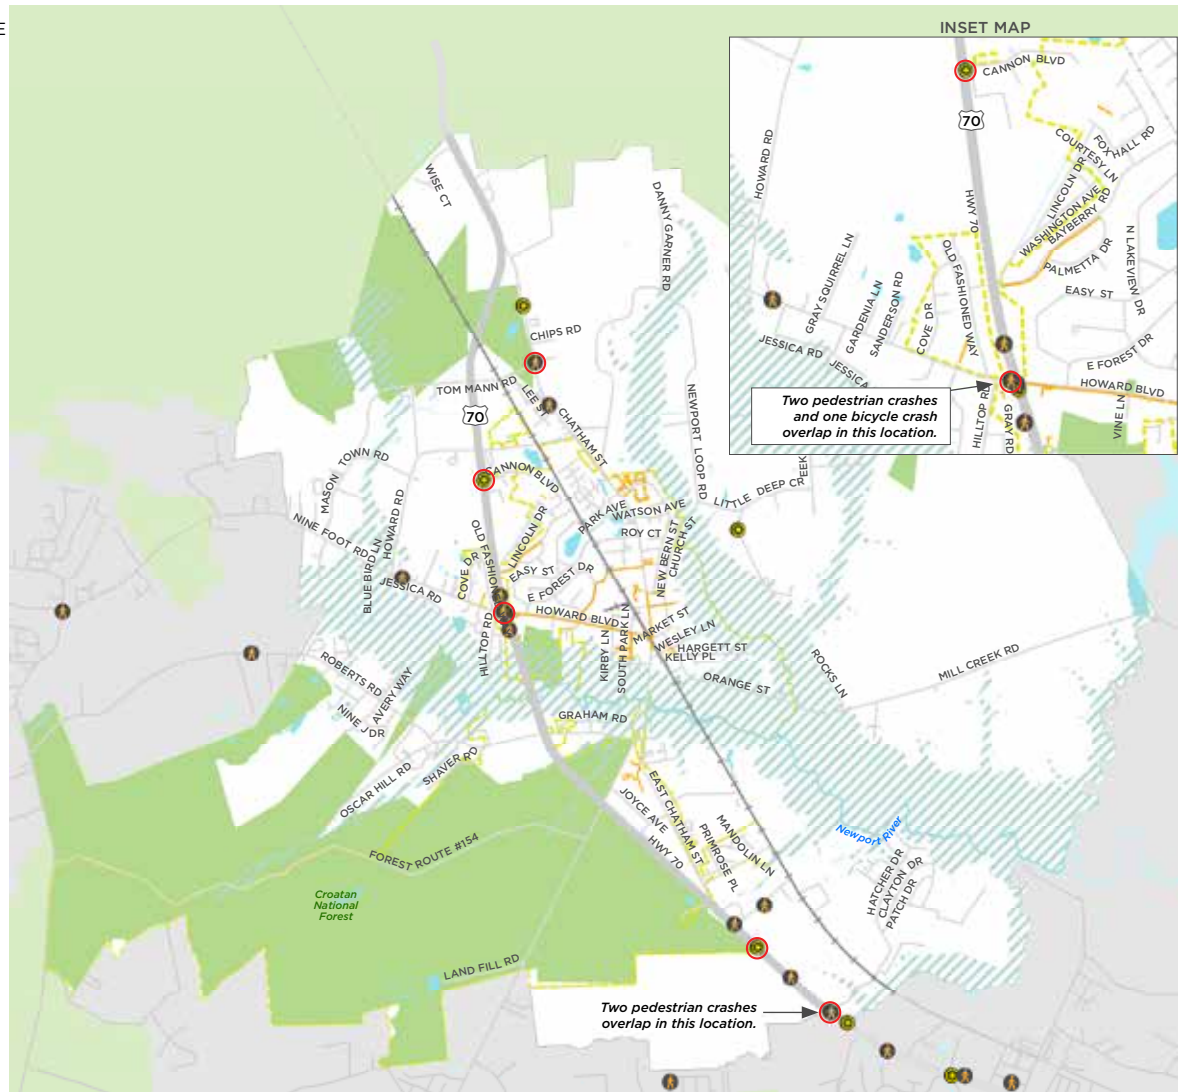 E
INSET MAP
CANNON BLVD
70
HOWARD RD
FOX HALL RD
COURTESY LN
LINCOLN DR
WASHINGTON AVE
BAYBERRY RD
HWY 70
PALMETTA DR
N LAKEVIEW DR
GRAY SQUIRREL LN
GARDENIA LN
SANDERSON RD
OLD FASHIONED WAY
COVE DR
EASY ST
JESSICA RD
JESSICA
E FOREST DR
HOWARD BLVD
HILLTOP RD
GRAY RD
VINE LN
Two pedestrian crashes
and one bicycle crash
overlap in this location.
WISE CT
DANNY GARNER RD
CHIPS RD
TOM MANN RD
LEE ST
CHATHAM ST
70
NEWPORT LOOP RD
MASON TOWN RD
HOWARD RD
CANNON BLVD
LITTLE DEEP CR
EEK
NINE FOOT RD
OLD FASHION
LINCOLN DR
PARK AVE
WATSON AVE
ROY CT
NEW BERN ST
CHURCH ST
BLUE BIRD LN
JESSICA RD
COVE DR
EASY ST
E FOREST DR
HOWARD BLVD
HILLTOP RD
KIRBY LN
SOUTH PARK LN
MARKET ST
WESLEY LN
HARGETT ST
KELLY PL
ORANGE ST
ROCKS LN
MILL CREEK RD
ROBERTS RD
AVERY WAY
NINE
DR
GRAHAM RD
SHAVER RD
OSCAR HILL RD
EAST CHATHAM ST
JOYCE AVE
HWY 70
PRIMROSE PL
MANDOLIN LN
Newport River
FOREST ROUTE #154
HATCHER DR
CLAYTON DR
PATCH DR
Croatan
National
Forest
LAND FILL RD
Two pedestrian crashes
overlap in this location.